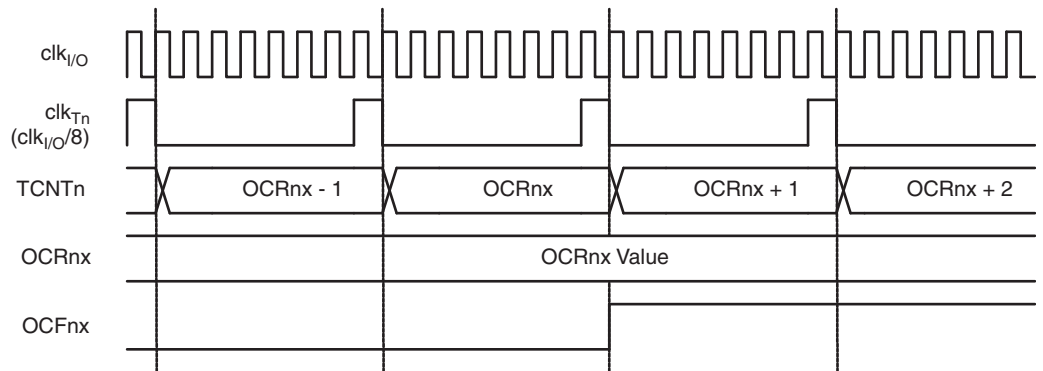 clkI/O
clkTn
(clkI/O/8)
TCNTn OCRnx - 1 OCRnx OCRnx + 1 OCRnx + 2
OCRnx OCRnx Value
OCFnx